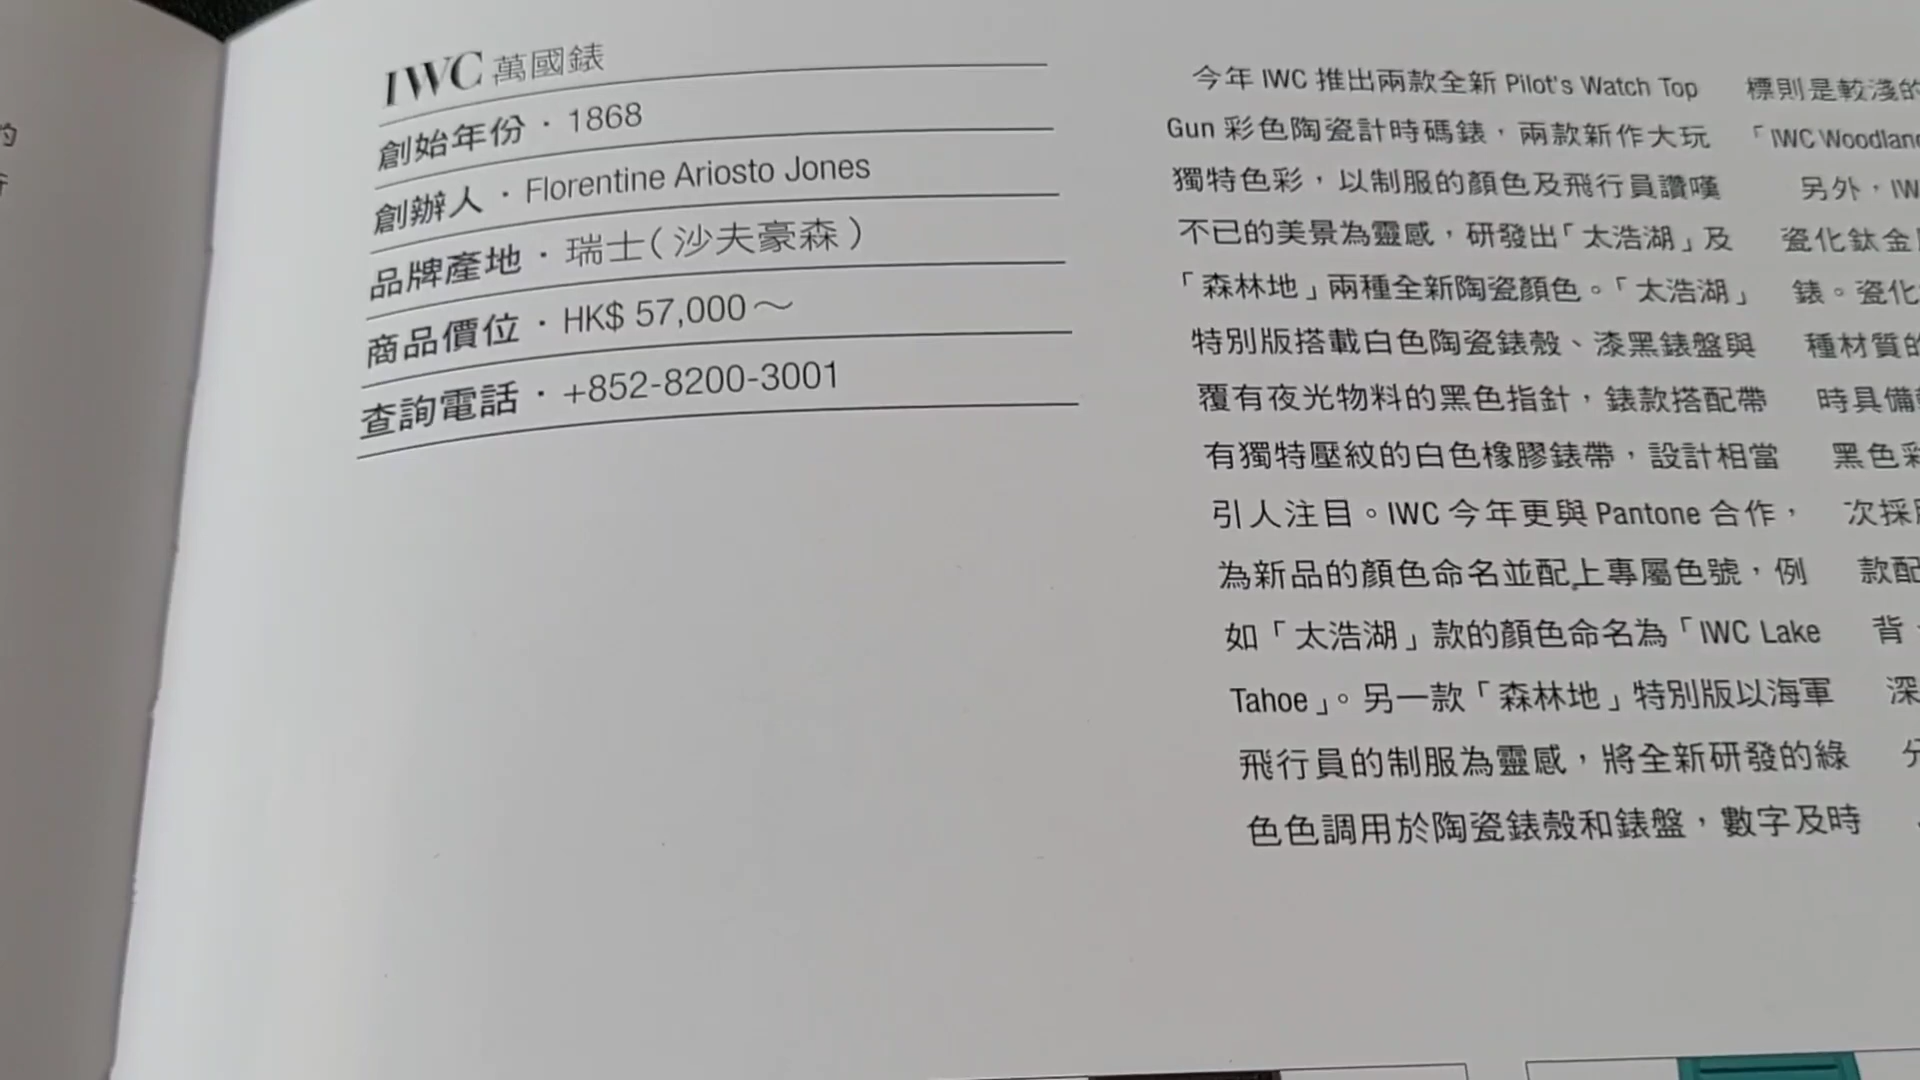 IWC 萬國錶
創始年份・1868
創辦人・Florentine Ariosto Jones
品牌產地・瑞士(沙夫豪森)
商品價位・HK$ 57,000～
查詢電話・+852-8200-3001
今年 IWC 推出兩款全新 Pilot's Watch Top
Gun 彩色陶瓷計時碼錶，兩款新作大玩
獨特色彩，以制服的顏色及飛行員讚嘆
不已的美景為靈感，研發出「太浩湖」及
「森林地」兩種全新陶瓷顏色。「太浩湖」
特別版搭載白色陶瓷錶殼、漆黑錶盤與
覆有夜光物料的黑色指針，錶款搭配帶
有獨特壓紋的白色橡膠錶帶，設計相當
引人注目。IWC 今年更與 Pantone 合作，
為新品的顏色命名並配上專屬色號，例
如「太浩湖」款的顏色命名為「IWC Lake
Tahoe」。另一款「森林地」特別版以海軍
飛行員的制服為靈感，將全新研發的綠
色色調用於陶瓷錶殼和錶盤，數字及時
標則是較淺的
「IWC Woodland
另外，IW
瓷化鈦金
錶。瓷化
種材質的
時具備
黑色彩
次採用
款配
背
深